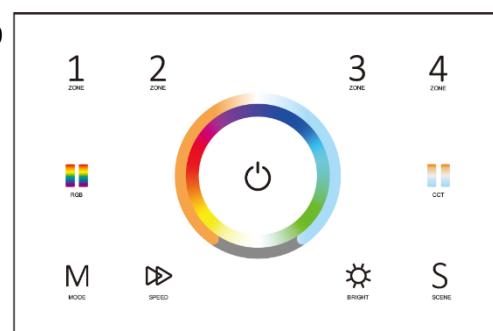 1 2 3 4
ZONE ZONE ZONE ZONE
RGB CCT
M S
MODE SPEED BRIGHT SCENE